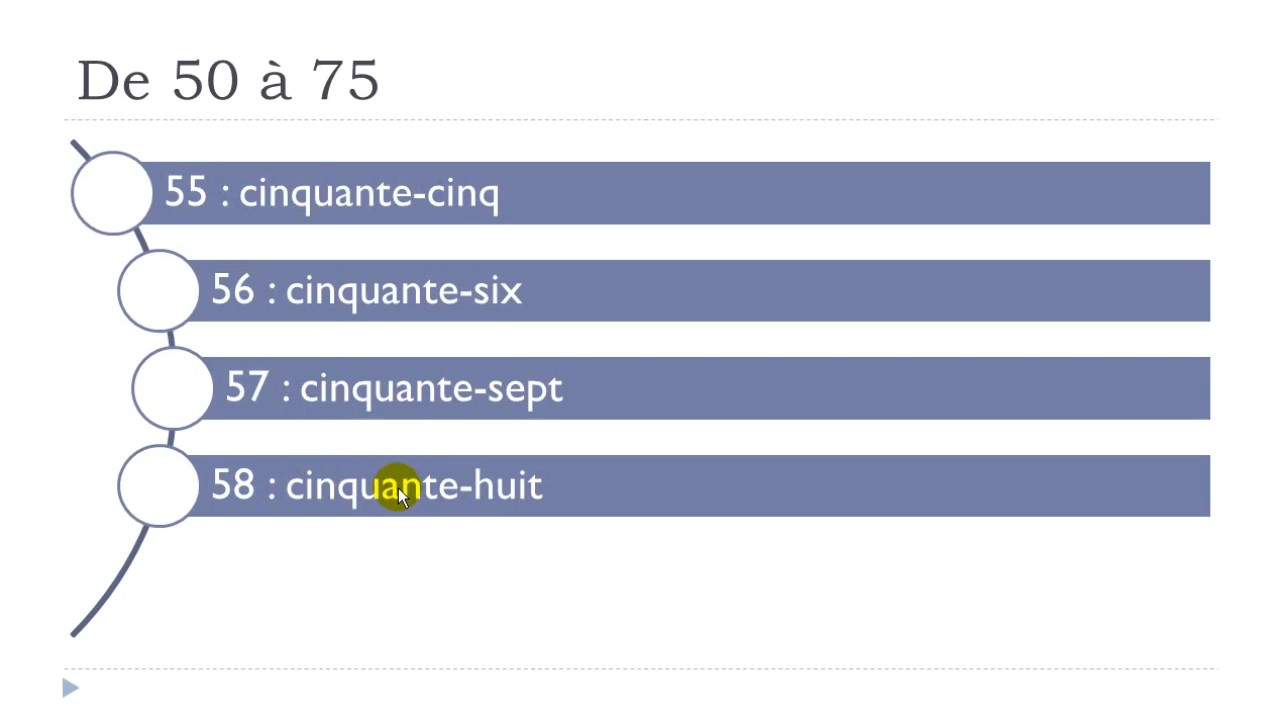 De 50 à 75
55 : cinquante-cinq
56 : cinquante-six
57 : cinquante-sept
58 : cinquante-huit